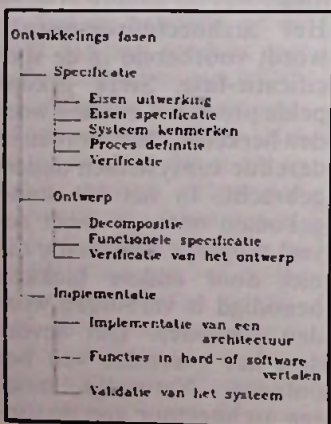 Ontwikkelings fasen
Specificatie
Eisen uitwerking
Eisen specificatie
Systeem kenmerken
Proces definitie
Verificatie
Ontwerp
Decompositie
Functionele specificatie
Verificatie van het ontwerp
Implementatie
Implementatie van een
architectuur
Functies in hard-of software
vertalen
Validatie van het systeem